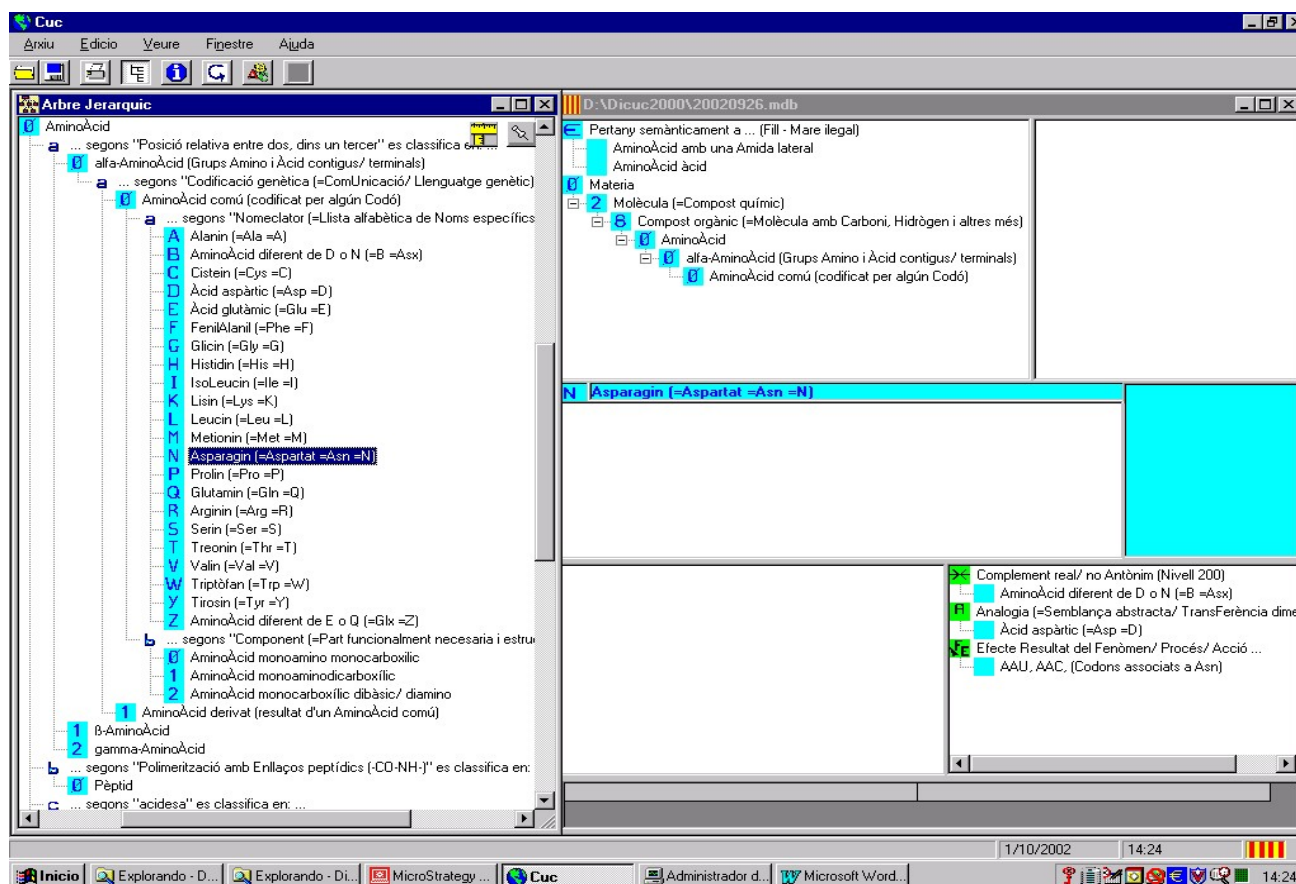 Cuc
Arxiu Edicio Veure Finestre Ajuda
Arbre Jerarquic
0 AminoÀcid
a ... segons "Posició relativa entre dos, dins un tercer" es classifica en: ...
0 alfa-AminoÀcid (Grups Amino i Àcid contigus/ terminals)
a ... segons "Codificació genètica (=ComUnicació/ Llenguatge genètic)
0 AminoÀcid comú (codificat per algún Codó)
a ... segons "Nomeclator (=Llista alfabètica de Noms específics
A Alanin (=Ala =A)
B AminoÀcid diferent de D o N (=B =Asx)
C Cistein (=Cys =C)
D Àcid aspàrtic (=Asp =D)
E Àcid glutàmic (=Glu =E)
F FenilAlanil (=Phe =F)
G Glicin (=Gly =G)
H Histidin (=His =H)
I IsoLeucin (=Ile =I)
K Lisin (=Lys =K)
L Leucin (=Leu =L)
M Metionin (=Met =M)
N Asparagin (=Aspartat =Asn =N)
P Prolin (=Pro =P)
Q Glutamin (=Gln =Q)
R Arginin (=Arg =R)
S Serin (=Ser =S)
T Treonin (=Thr =T)
V Valin (=Val =V)
W Triptòfan (=Trp =W)
Y Tirosin (=Tyr =Y)
Z AminoÀcid diferent de E o Q (=Glx =Z)
b ... segons "Component (=Part funcionalment necesaria i estru
0 AminoÀcid monoamino monocarboxilic
1 AminoÀcid monoaminodicarboxílic
2 AminoÀcid monocarboxílic dibàsic/ diamino
1 AminoÀcid derivat (resultat d'un AminoÀcid comú)
1 ß-AminoÀcid
2 gamma-AminoÀcid
b ... segons "Polimerització amb Enllaços peptídics (-CO-NH-)" es classifica en:
0 Pèptid
c ... segons "acidesa" es classifica en: ...
D:\Dicuc2000\20020926.mdb
Pertany semànticament a ... (Fill - Mare ilegal)
AminoÀcid amb una Amida lateral
AminoÀcid àcid
0 Materia
2 Molècula (=Compost químic)
8 Compost orgànic (=Molècula amb Carboni, Hidrògen i altres més)
0 AminoÀcid
0 alfa-AminoÀcid (Grups Amino i Àcid contigus/ terminals)
0 AminoÀcid comú (codificat per algún Codó)
N Asparagin (=Aspartat =Asn =N)
Complement real/ no Antònim (Nivell 200)
AminoÀcid diferent de D o N (=B =Asx)
Analogia (=Semblança abstracta/ TransFerència dime
Àcid aspàrtic (=Asp =D)
Efecte Resultat del Fenòmen/ Procés/ Acció ...
AAU, AAC, (Codons associats a Asn)
1/10/2002 14:24
Inicio Explorando - D... Explorando - Di... MicroStrategy ... Cuc Administrador d... Microsoft Word... 14:24